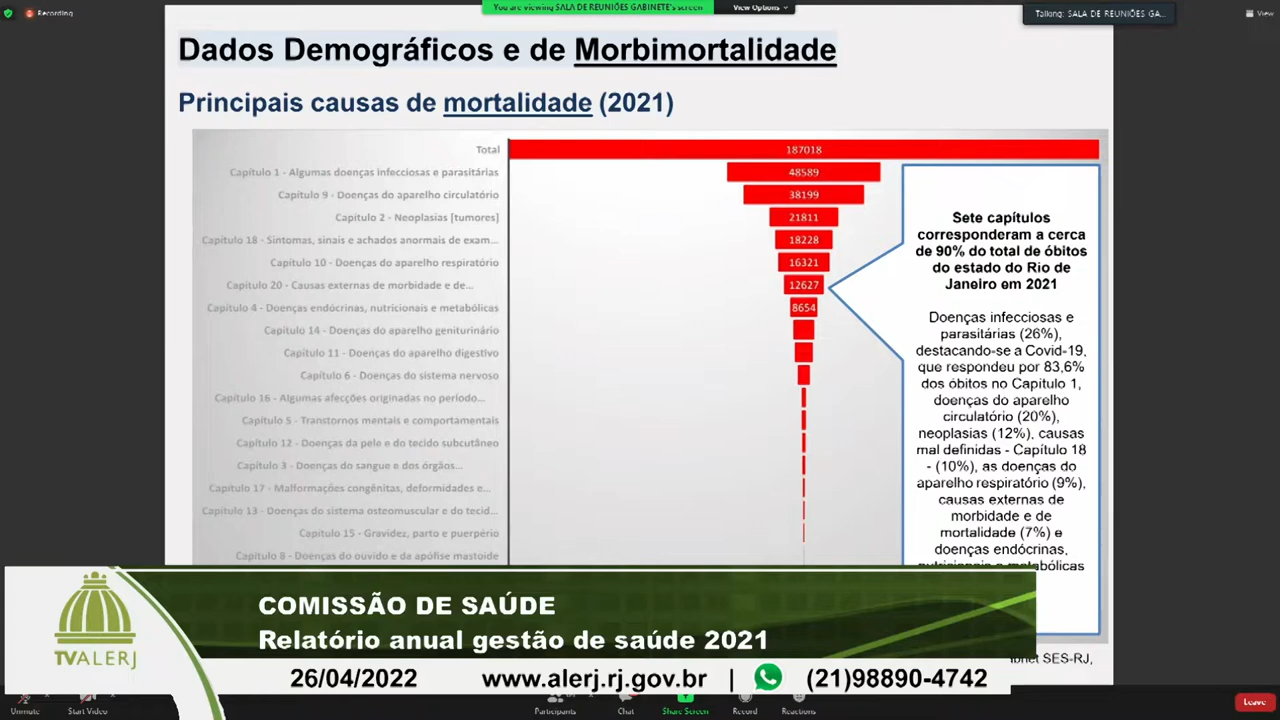 Recording
You are viewing SALA DE REUNIÕES GABINETE's screen
View Options
Talking: SALA DE REUNIÕES GA...
View
Dados Demográficos e de Morbimortalidade
Principais causas de mortalidade (2021)
Total
187018
Capítulo 1 - Algumas doenças infecciosas e parasitárias
48589
Capítulo 9 - Doenças do aparelho circulatório
38199
Capítulo 2 - Neoplasias [tumores]
21811
Capítulo 18 - Sintomas, sinais e achados anormais de exam...
18228
Capítulo 10 - Doenças do aparelho respiratório
16321
Capítulo 20 - Causas externas de morbidade e de...
12627
Capítulo 4 - Doenças endócrinas, nutricionais e metabólicas
8654
Capítulo 14 - Doenças do aparelho geniturinário
Capítulo 11 - Doenças do aparelho digestivo
Capítulo 6 - Doenças do sistema nervoso
Capítulo 16 - Algumas afecções originadas no período...
Capítulo 5 - Transtornos mentais e comportamentais
Capítulo 12 - Doenças da pele e do tecido subcutâneo
Capítulo 3 - Doenças do sangue e dos órgãos...
Capítulo 17 - Malformações congênitas, deformidades e...
Capítulo 13 - Doenças do sistema osteomuscular e do tecid...
Capítulo 15 - Gravidez, parto e puerpério
Capítulo 8 - Doenças do ouvido e da apófise mastoide
Sete capítulos
corresponderam a cerca
de 90% do total de óbitos
do estado do Rio de
Janeiro em 2021
Doenças infecciosas e
parasitárias (26%),
destacando-se a Covid-19,
que respondeu por 83,6%
dos óbitos no Capítulo 1,
doenças do aparelho
circulatório (20%),
neoplasias (12%), causas
mal definidas - Capítulo 18
- (10%), as doenças do
aparelho respiratório (9%),
causas externas de
morbidade e de
mortalidade (7%) e
doenças endócrinas,
nutricionais e metabólicas
SES-RJ,
COMISSÃO DE SAÚDE
Relatório anual gestão de saúde 2021
TVALERJ
26/04/2022 www.alerj.rj.gov.br | (21)98890-4742
Unmute
Start Video
Participants
Chat
Share Screen
Record
Reactions
Leave